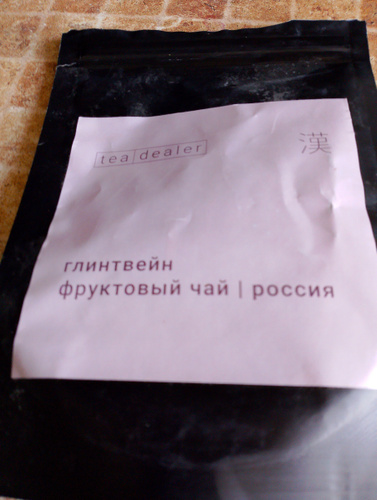 tea dealer
漢
глинтвейн
фруктовый чай | россия